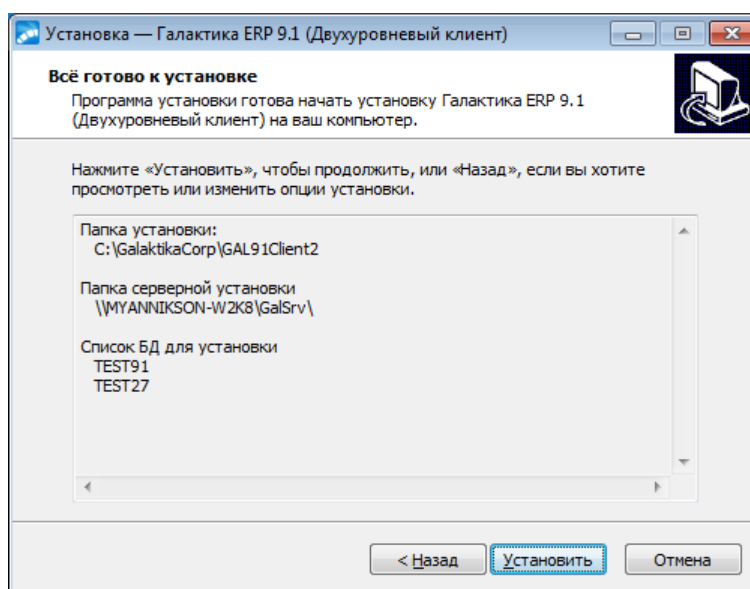 Установка — Галактика ERP 9.1 (Двухуровневый клиент)
Всё готово к установке
Программа установки готова начать установку Галактика ERP 9.1
(Двухуровневый клиент) на ваш компьютер.
Нажмите «Установить», чтобы продолжить, или «Назад», если вы хотите
просмотреть или изменить опции установки.
Папка установки:
C:\GalaktikaCorp\GAL91Client2
Папка серверной установки
\\MYANNIKSON-W2K8\GalSrv\
Список БД для установки
TEST91
TEST27
< Назад
Установить
Отмена